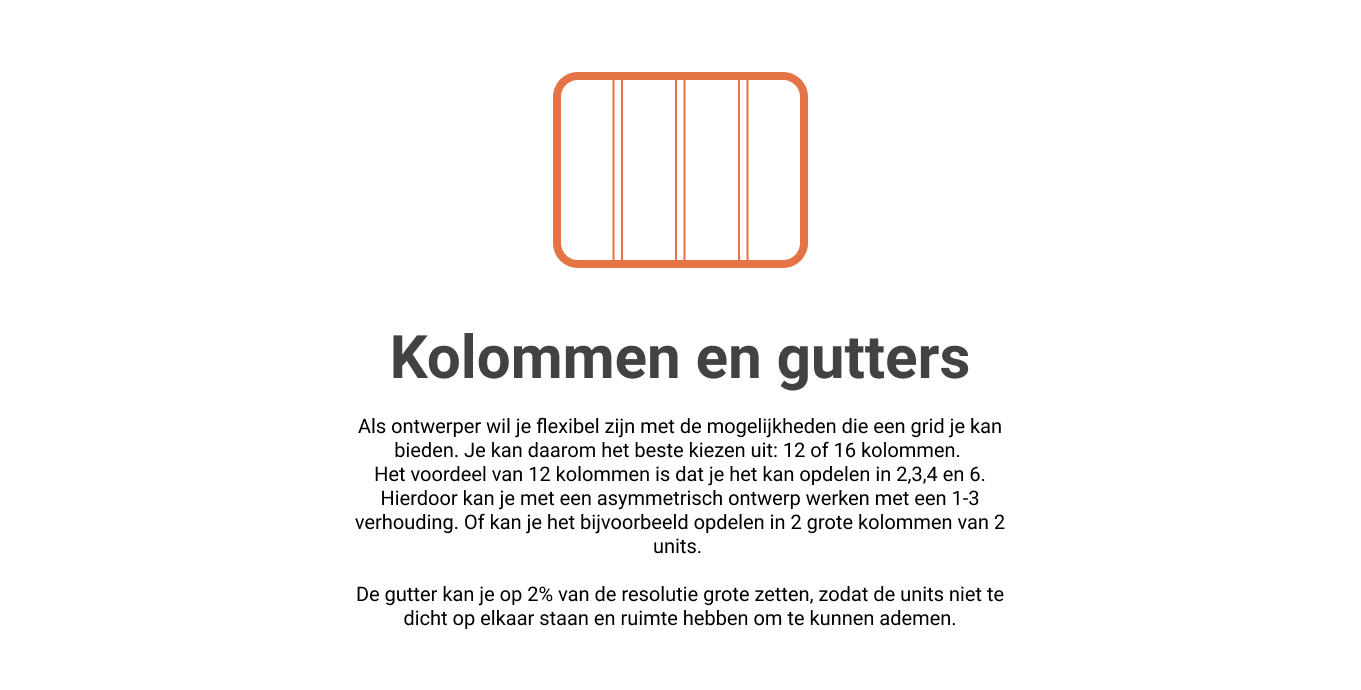 Kolommen en gutters
Als ontwerper wil je flexibel zijn met de mogelijkheden die een grid je kan
bieden. Je kan daarom het beste kiezen uit: 12 of 16 kolommen.
Het voordeel van 12 kolommen is dat je het kan opdelen in 2,3,4 en 6.
Hierdoor kan je met een asymmetrisch ontwerp werken met een 1-3
verhouding. Of kan je het bijvoorbeeld opdelen in 2 grote kolommen van 2
units.
De gutter kan je op 2% van de resolutie grote zetten, zodat de units niet te
dicht op elkaar staan en ruimte hebben om te kunnen ademen.